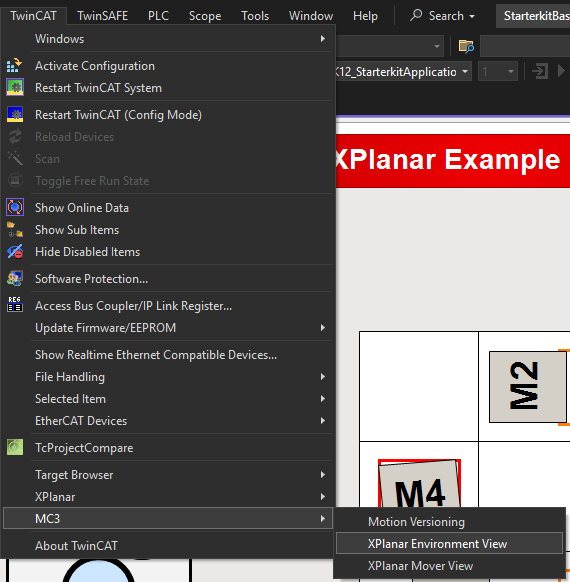 TwinCAT TwinSAFE PLC Scope Tools Window Help Search StarterkitBas
Windows
Activate Configuration
Restart TwinCAT System
K12_StarterkitApplicatio 1
Restart TwinCAT (Config Mode)
Reload Devices
Scan
XPlanar Example
Toggle Free Run State
Show Online Data
Show Sub Items
Hide Disabled Items
Software Protection...
REG Access Bus Coupler/IP Link Register...
Update Firmware/EEPROM
Show Realtime Ethernet Compatible Devices...
File Handling
M2
Selected Item
EtherCAT Devices
TcProjectCompare
Target Browser
XPlanar
M4
MC3
Motion Versioning
XPlanar Environment View
About TwinCAT
XPlanar Mover View